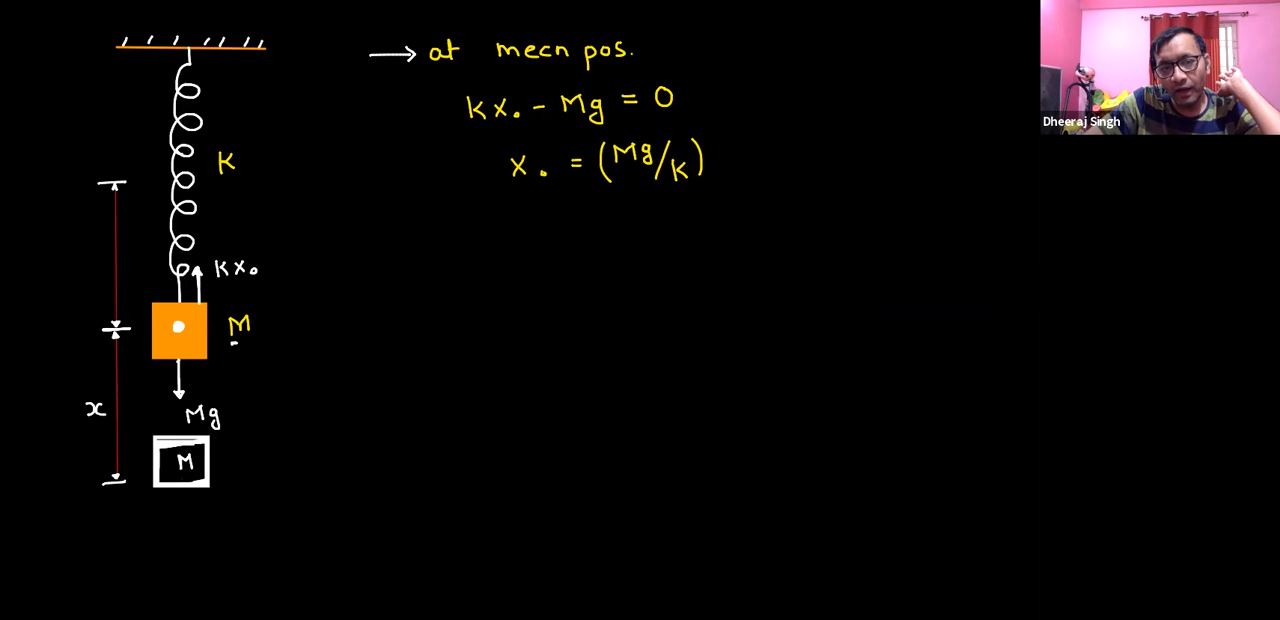 → at mecn pos.
Kx₀ - Mg = 0
x₀ = (Mg/K)
K
Kx₀
M
x
Mg
M
Dheeraj Singh